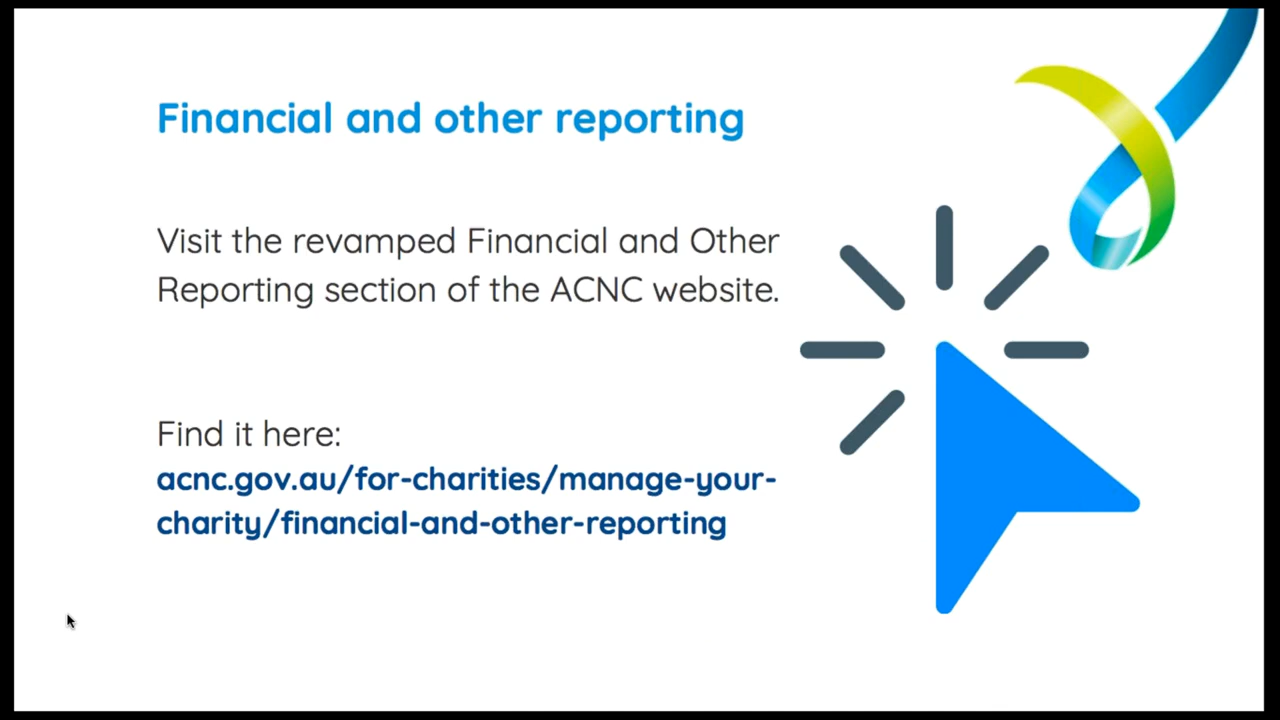 Financial and other reporting
Visit the revamped Financial and Other
Reporting section of the ACNC website.
Find it here:
acnc.gov.au/for-charities/manage-your-
charity/financial-and-other-reporting